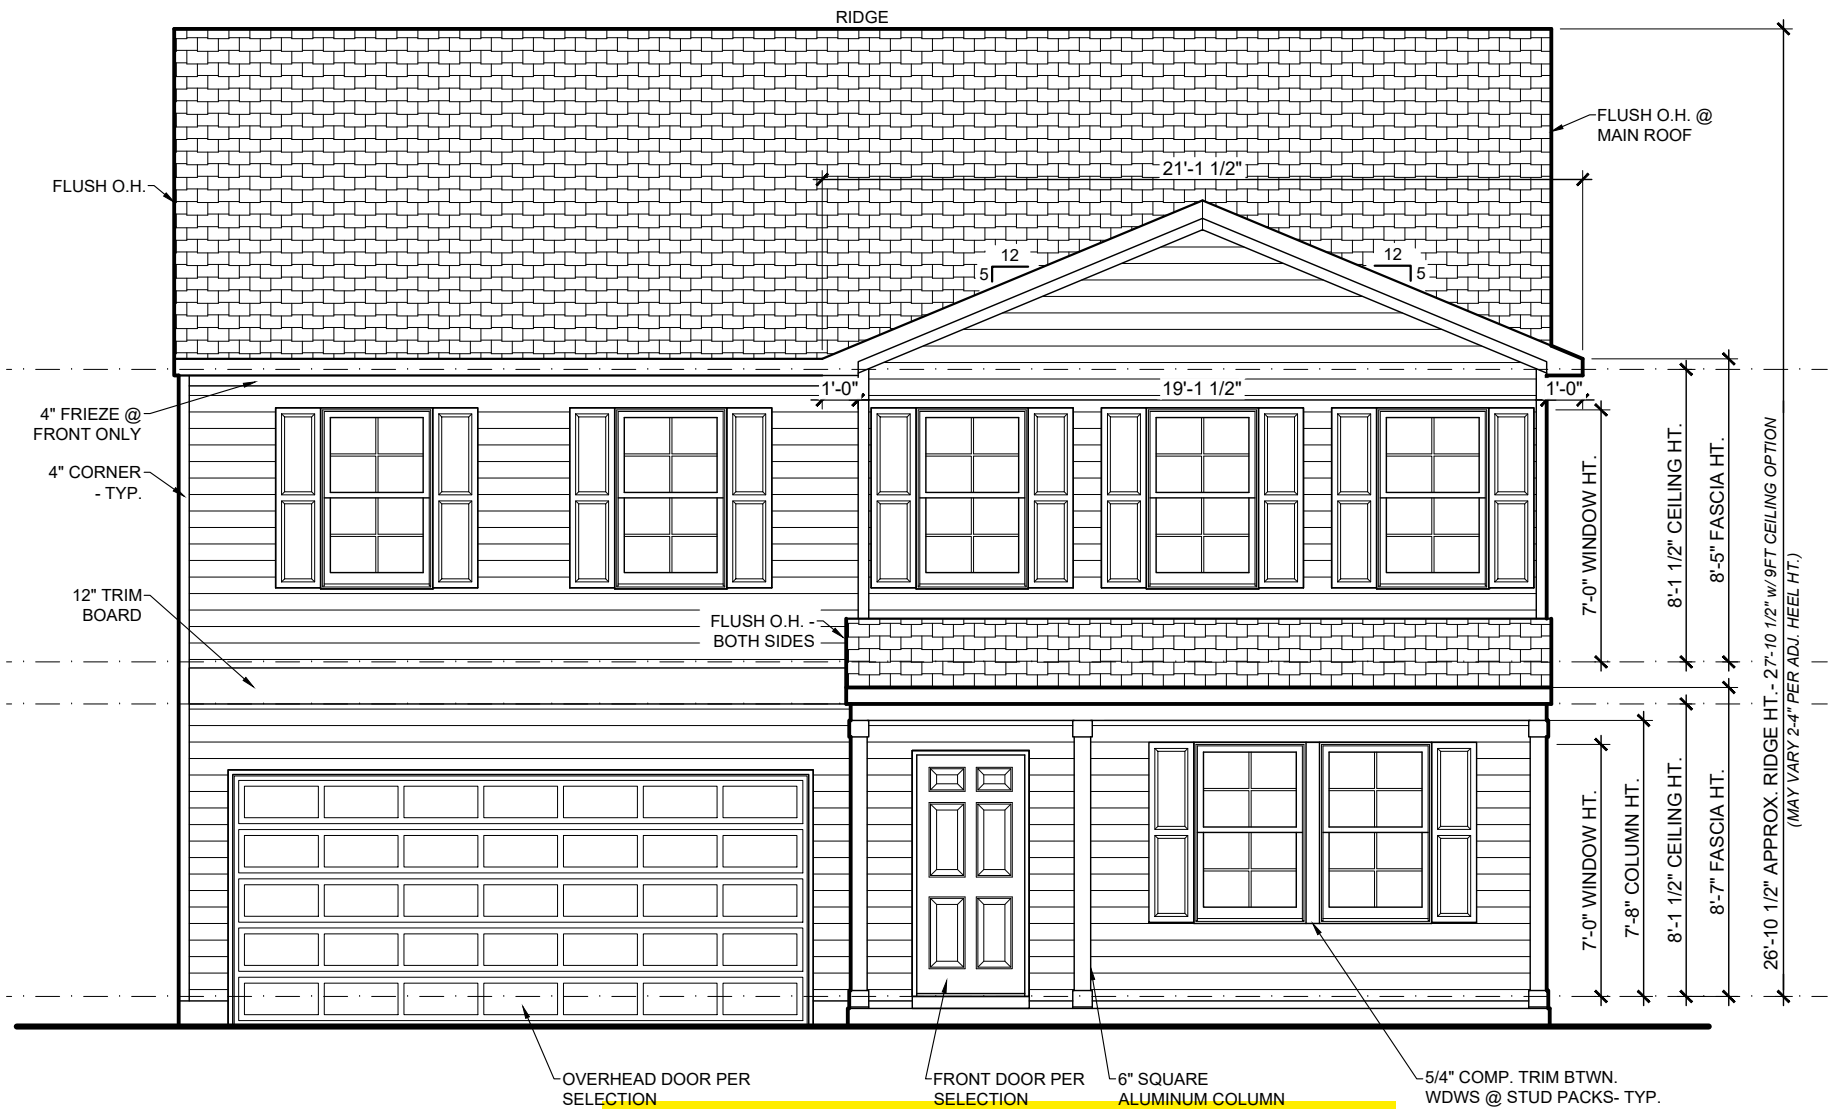 RIDGE
FLUSH O.H. @
MAIN ROOF
21'-1 1/2"
FLUSH O.H.
12
5
12
5
1'-0"
19'-1 1/2"
1'-0"
4" FRIEZE @
FRONT ONLY
4" CORNER
- TYP.
12" TRIM
BOARD
FLUSH O.H. -
BOTH SIDES
7'-0" WINDOW HT.
8'-1 1/2" CEILING HT.
8'-5" FASCIA HT.
7'-0" WINDOW HT.
7'-8" COLUMN HT.
8'-1 1/2" CEILING HT.
8'-7" FASCIA HT.
26'-10 1/2" APPROX. RIDGE HT.- 27'-10 1/2" w/ 9FT CEILING OPTION
(MAY VARY 2-4" PER ADJ. HEEL HT.)
OVERHEAD DOOR PER
SELECTION
FRONT DOOR PER
SELECTION
6" SQUARE
ALUMINUM COLUMN
5/4" COMP. TRIM BTWN.
WDWS @ STUD PACKS- TYP.